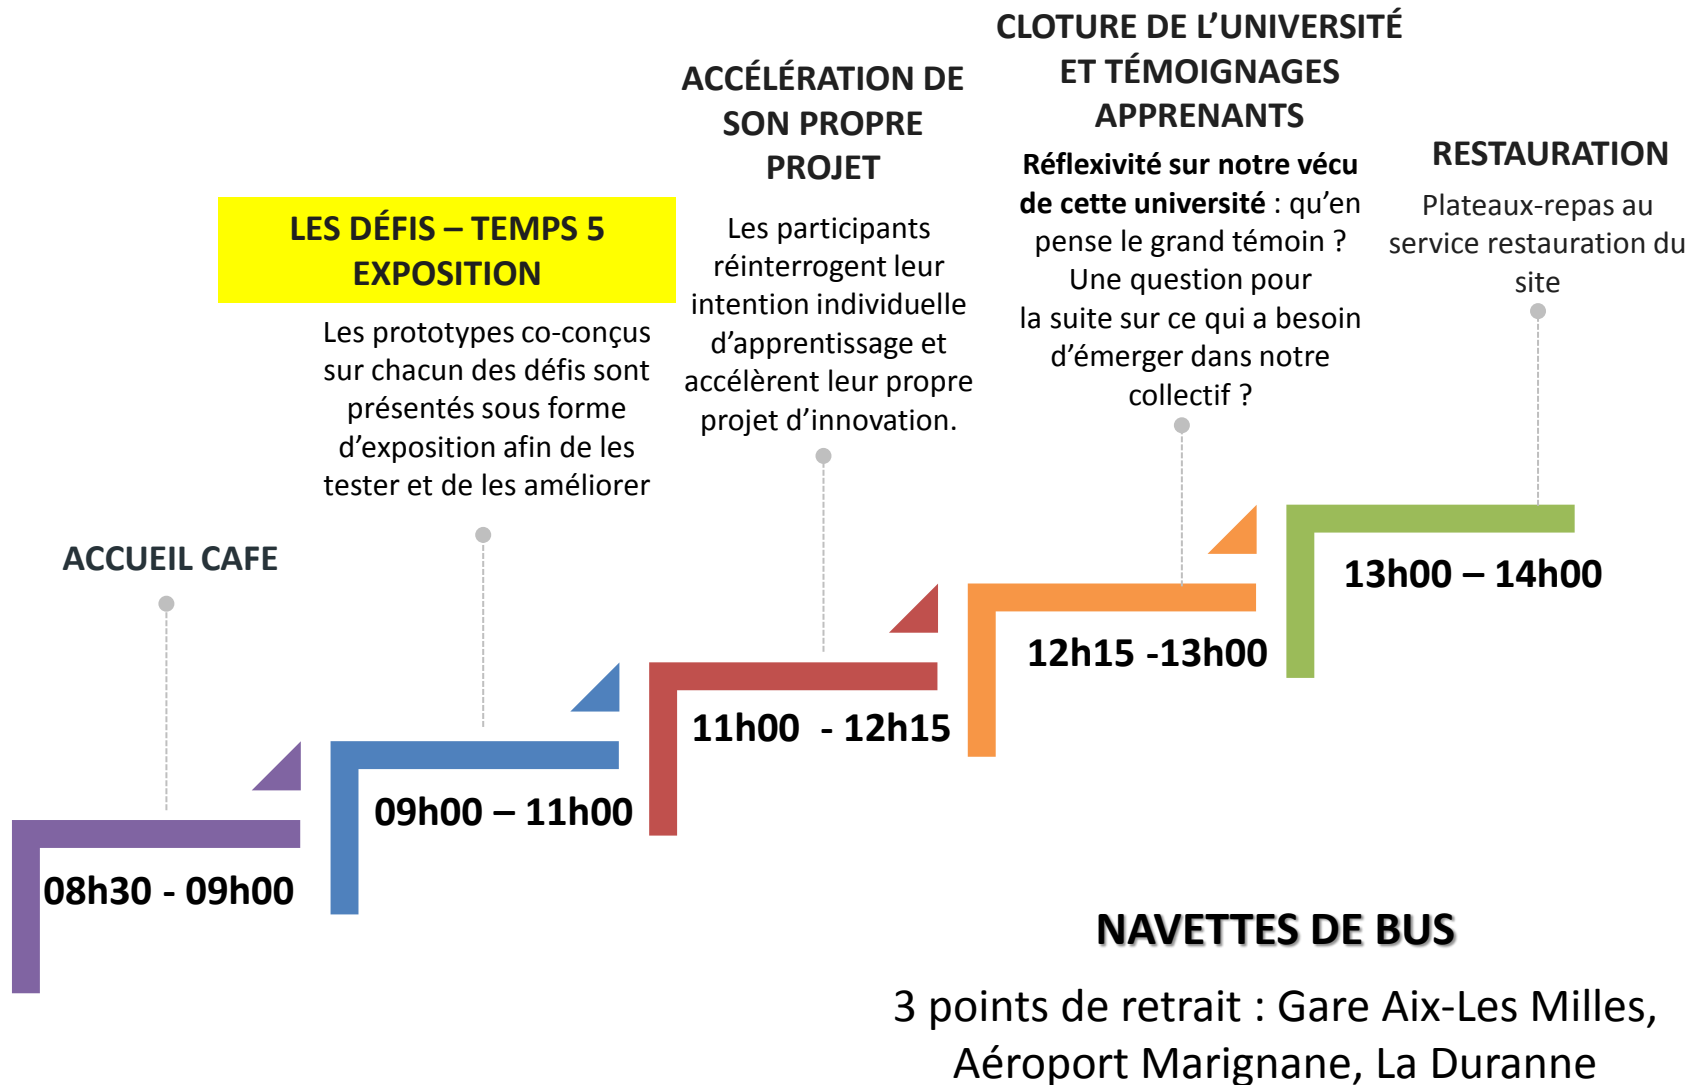 ACCUEIL CAFE
08h30 - 09h00
LES DÉFIS – TEMPS 5
EXPOSITION
Les prototypes co-conçus
sur chacun des défis sont
présentés sous forme
d’exposition afin de les
tester et de les améliorer
09h00 – 11h00
ACCÉLÉRATION DE
SON PROPRE
PROJET
Les participants
réinterrogent leur
intention individuelle
d’apprentissage et
accélèrent leur propre
projet d’innovation.
11h00 - 12h15
CLOTURE DE L’UNIVERSITÉ
ET TÉMOIGNAGES
APPRENANTS
Réflexivité sur notre vécu
de cette université : qu’en
pense le grand témoin ?
Une question pour
la suite sur ce qui a besoin
d’émerger dans notre
collectif ?
12h15 -13h00
RESTAURATION
Plateaux-repas au
service restauration du
site
13h00 – 14h00
NAVETTES DE BUS
3 points de retrait : Gare Aix-Les Milles,
Aéroport Marignane, La Duranne